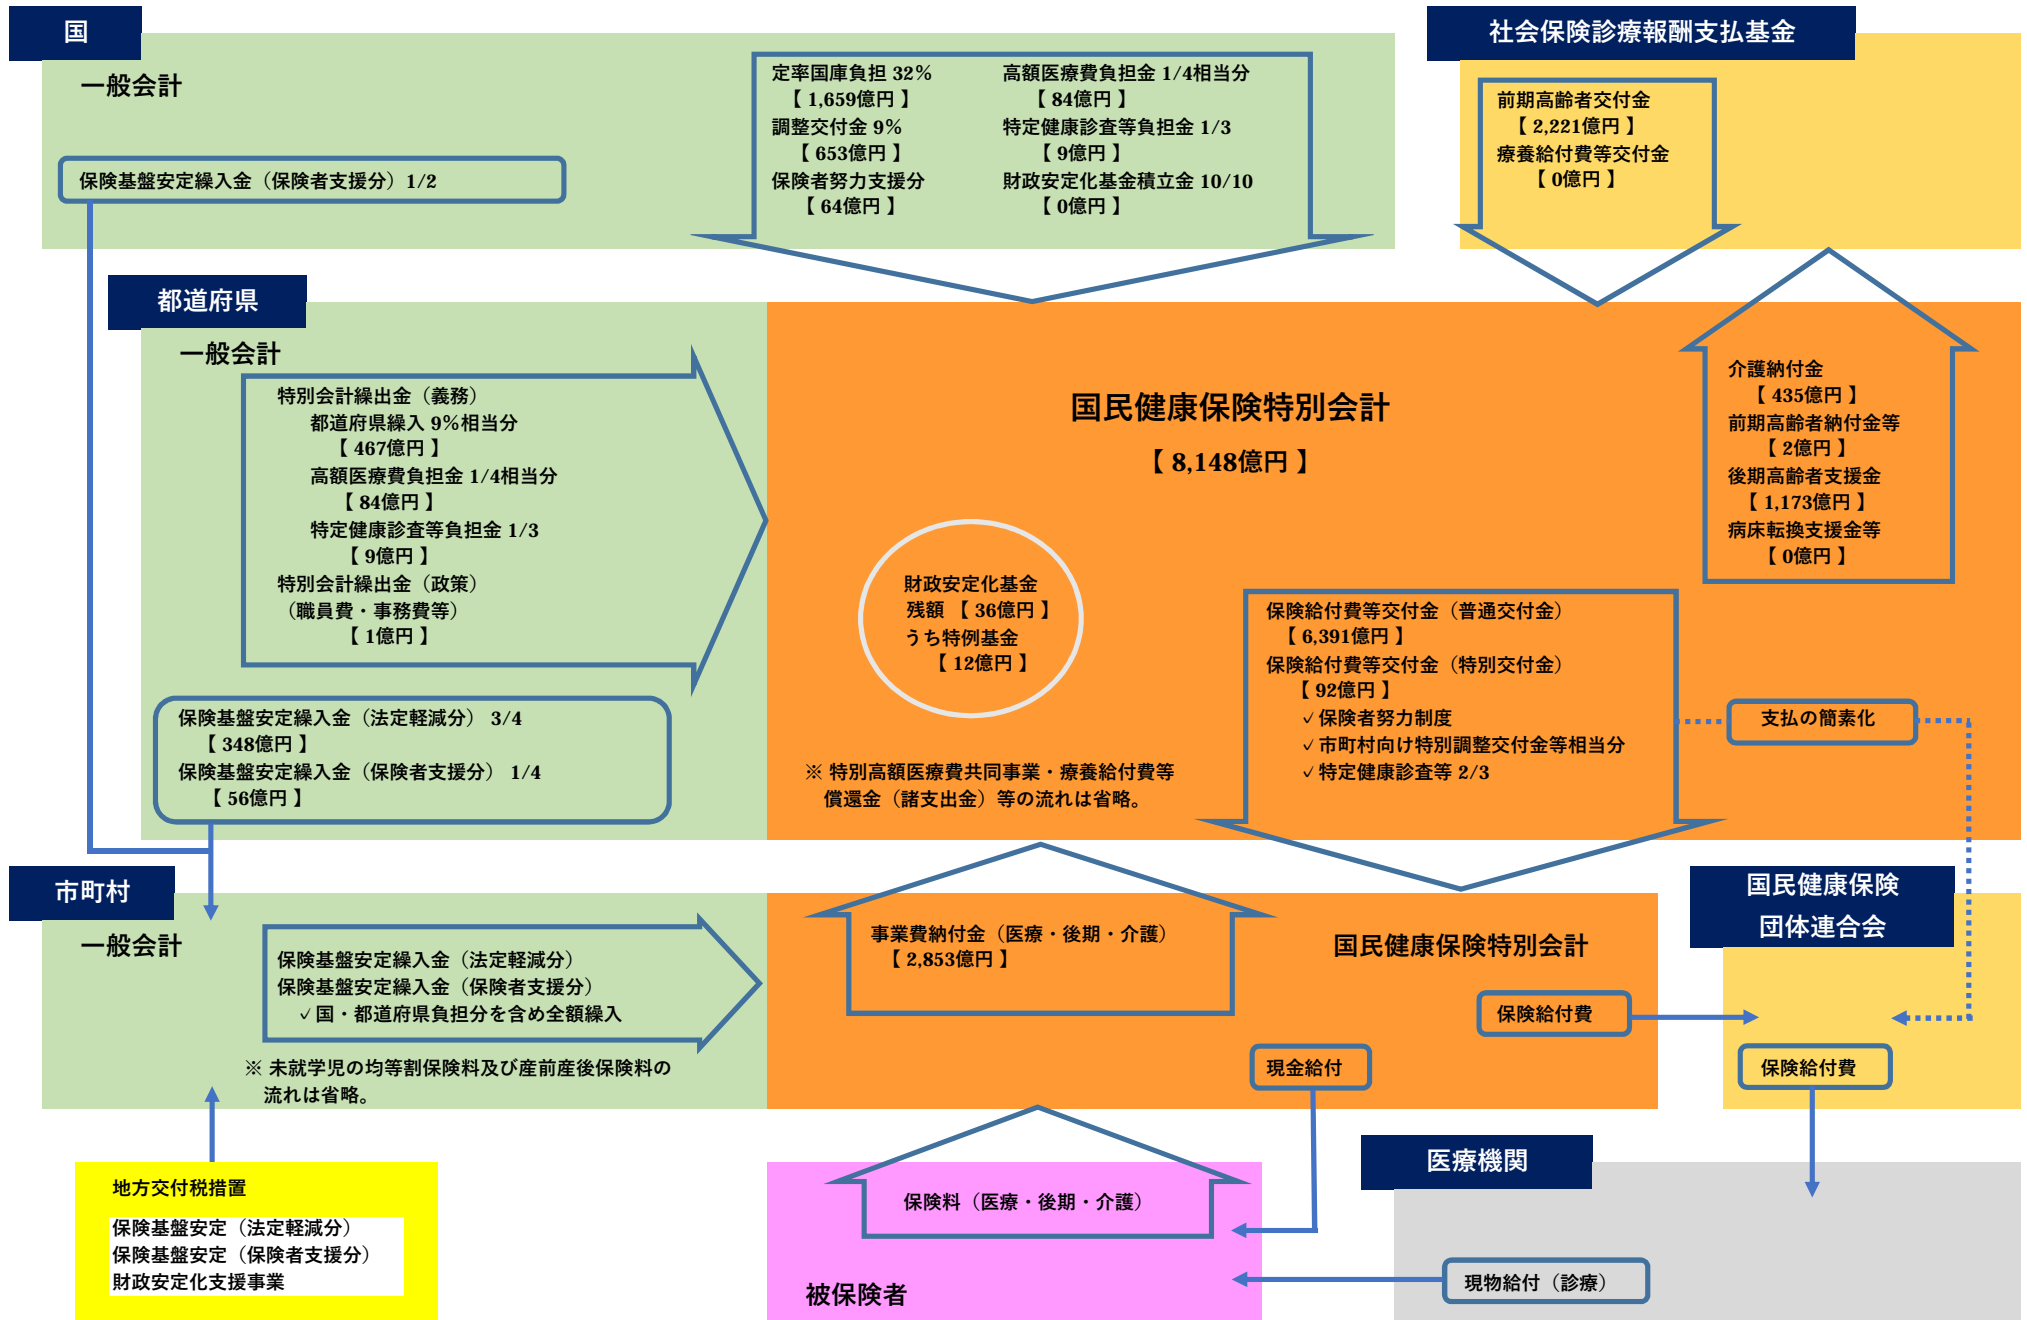 国
一般会計
保険基盤安定繰入金（保険者支援分）1/2
定率国庫負担 32%
【 1,659億円 】
調整交付金 9%
【 653億円 】
保険者努力支援分
【 64億円 】
高額医療費負担金 1/4相当分
【 84億円 】
特定健康診査等負担金 1/3
【 9億円 】
財政安定化基金積立金 10/10
【 0億円 】
社会保険診療報酬支払基金
前期高齢者交付金
【 2,221億円 】
療養給付費等交付金
【 0億円 】
都道府県
一般会計
特別会計繰出金（義務）
都道府県繰入 9%相当分
【 467億円 】
高額医療費負担金 1/4相当分
【 84億円 】
特定健康診査等負担金 1/3
【 9億円 】
特別会計繰出金（政策）
（職員費・事務費等）
【 1億円 】
保険基盤安定繰入金（法定軽減分） 3/4
【 348億円 】
保険基盤安定繰入金（保険者支援分） 1/4
【 56億円 】
国民健康保険特別会計
【 8,148億円 】
財政安定化基金
残額 【 36億円 】
うち特例基金
【 12億円 】
※ 特別高額医療費共同事業・療養給付費等
償還金（諸支出金）等の流れは省略。
介護納付金
【 435億円 】
前期高齢者納付金等
【 2億円 】
後期高齢者支援金
【 1,173億円 】
病床転換支援金等
【 0億円 】
保険給付費等交付金（普通交付金）
【 6,391億円 】
保険給付費等交付金（特別交付金）
【 92億円 】
✓保険者努力制度
✓市町村向け特別調整交付金等相当分
✓特定健康診査等 2/3
支払の簡素化
市町村
一般会計
保険基盤安定繰入金（法定軽減分）
保険基盤安定繰入金（保険者支援分）
✓国・都道府県負担分を含め全額繰入
※ 未就学児の均等割保険料及び産前産後保険料の
流れは省略。
事業費納付金（医療・後期・介護）
【 2,853億円 】
国民健康保険特別会計
保険給付費
現金給付
国民健康保険
団体連合会
保険給付費
地方交付税措置
保険基盤安定（法定軽減分）
保険基盤安定（保険者支援分）
財政安定化支援事業
保険料（医療・後期・介護）
被保険者
医療機関
現物給付（診療）